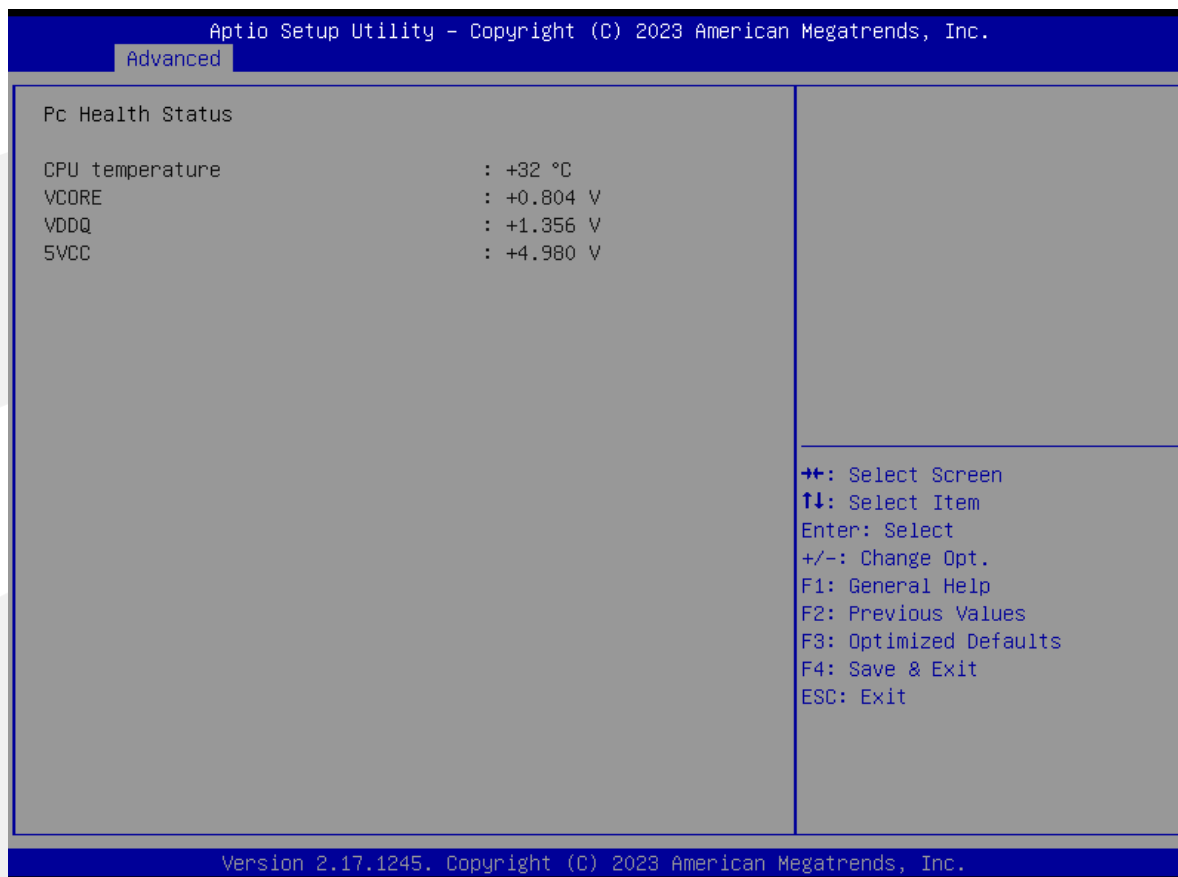 Aptio Setup Utility – Copyright (C) 2023 American Megatrends, Inc.
Advanced
Pc Health Status
CPU temperature : +32 °C
VCORE : +0.804 V
VDDQ : +1.356 V
5VCC : +4.980 V
→←: Select Screen
↑↓: Select Item
Enter: Select
+/-: Change Opt.
F1: General Help
F2: Previous Values
F3: Optimized Defaults
F4: Save & Exit
ESC: Exit
Version 2.17.1245. Copyright (C) 2023 American Megatrends, Inc.